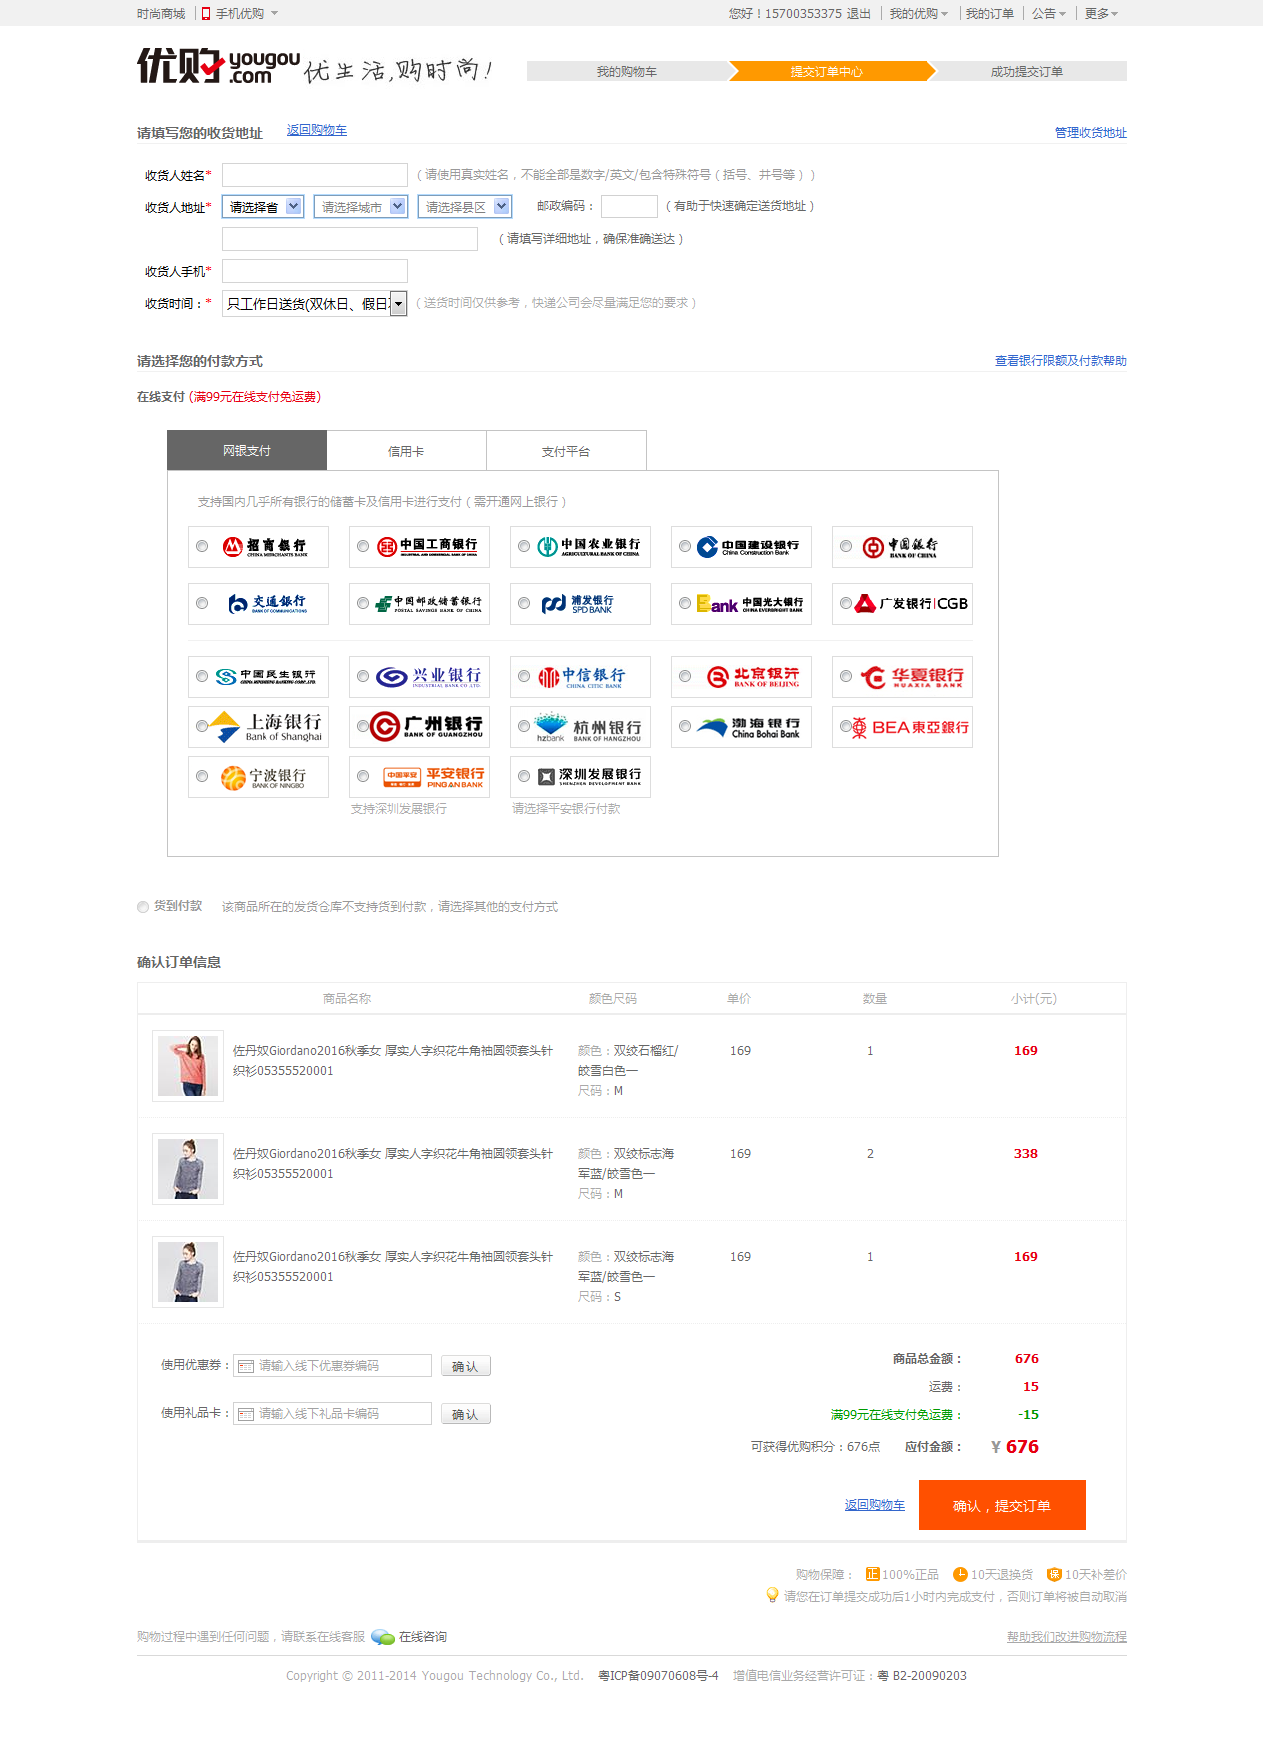 时尚商城 手机优购 您好！15700353375 退出 我的优购 我的订单 公告 更多
优购 yougou.com 优生活,购时尚! 我的购物车 提交订单中心 成功提交订单
请填写您的收货地址 返回购物车 管理收货地址
收货人姓名* （请使用真实姓名，不能全部是数字/英文/包含特殊符号（括号、井号等））
收货人地址* 请选择省 请选择城市 请选择县区 邮政编码： （有助于快速确定送货地址）
（请填写详细地址，确保准确送达）
收货人手机*
收货时间：* 只工作日送货(双休日、假日 （送货时间仅供参考，快递公司会尽量满足您的要求）
请选择您的付款方式 查看银行限额及付款帮助
在线支付 (满99元在线支付免运费)
网银支付 信用卡 支付平台
支持国内几乎所有银行的储蓄卡及信用卡进行支付（需开通网上银行）
招商银行 CHINA MERCHANTS BANK 中国工商银行 INDUSTRIAL AND COMMERCIAL BANK OF CHINA 中国农业银行 AGRICULTURAL BANK OF CHINA 中国建设银行 China Construction Bank 中国银行 BANK OF CHINA
交通银行 BANK OF COMMUNICATIONS 中国邮政储蓄银行 POSTAL SAVINGS BANK OF CHINA 浦发银行 SPD BANK Bank 中国光大银行 CHINA EVERBRIGHT BANK 广发银行|CGB
中国民生银行 CHINA MINSHENG BANKING CORP.,LTD. 兴业银行 INDUSTRIAL BANK CO.,LTD. 中信银行 CHINA CITIC BANK 北京银行 BANK OF BEIJING 华夏银行 HUAXIA BANK
上海银行 Bank of Shanghai 广州银行 BANK OF GUANGZHOU hzbank 杭州银行 BANK OF HANGZHOU 渤海银行 China Bohai Bank BEA東亞銀行
宁波银行 BANK OF NINGBO 中国平安 平安银行 PINGAN BANK 深圳发展银行 SHENZHEN DEVELOPMENT BANK
支持深圳发展银行 请选择平安银行付款
货到付款 该商品所在的发货仓库不支持货到付款，请选择其他的支付方式
确认订单信息
商品名称 颜色尺码 单价 数量 小计(元)
佐丹奴Giordano2016秋季女 厚实人字织花牛角袖圆领套头针 颜色：双绞石榴红/ 169 1 169
织衫05355520001 皎雪白色一
尺码：M
佐丹奴Giordano2016秋季女 厚实人字织花牛角袖圆领套头针 颜色：双绞标志海 169 2 338
织衫05355520001 军蓝/皎雪色一
尺码：M
佐丹奴Giordano2016秋季女 厚实人字织花牛角袖圆领套头针 颜色：双绞标志海 169 1 169
织衫05355520001 军蓝/皎雪色一
尺码：S
使用优惠券： 请输入线下优惠券编码 确认 商品总金额： 676
运费： 15
使用礼品卡： 请输入线下礼品卡编码 确认 满99元在线支付免运费： -15
可获得优购积分：676点 应付金额： ¥ 676
返回购物车 确认，提交订单
购物保障： 正 100%正品 10天退换货 保 10天补差价
请您在订单提交成功后1小时内完成支付，否则订单将被自动取消
购物过程中遇到任何问题，请联系在线客服 在线咨询 帮助我们改进购物流程
Copyright © 2011-2014 Yougou Technology Co., Ltd. 粤ICP备09070608号-4 增值电信业务经营许可证：粤 B2-20090203